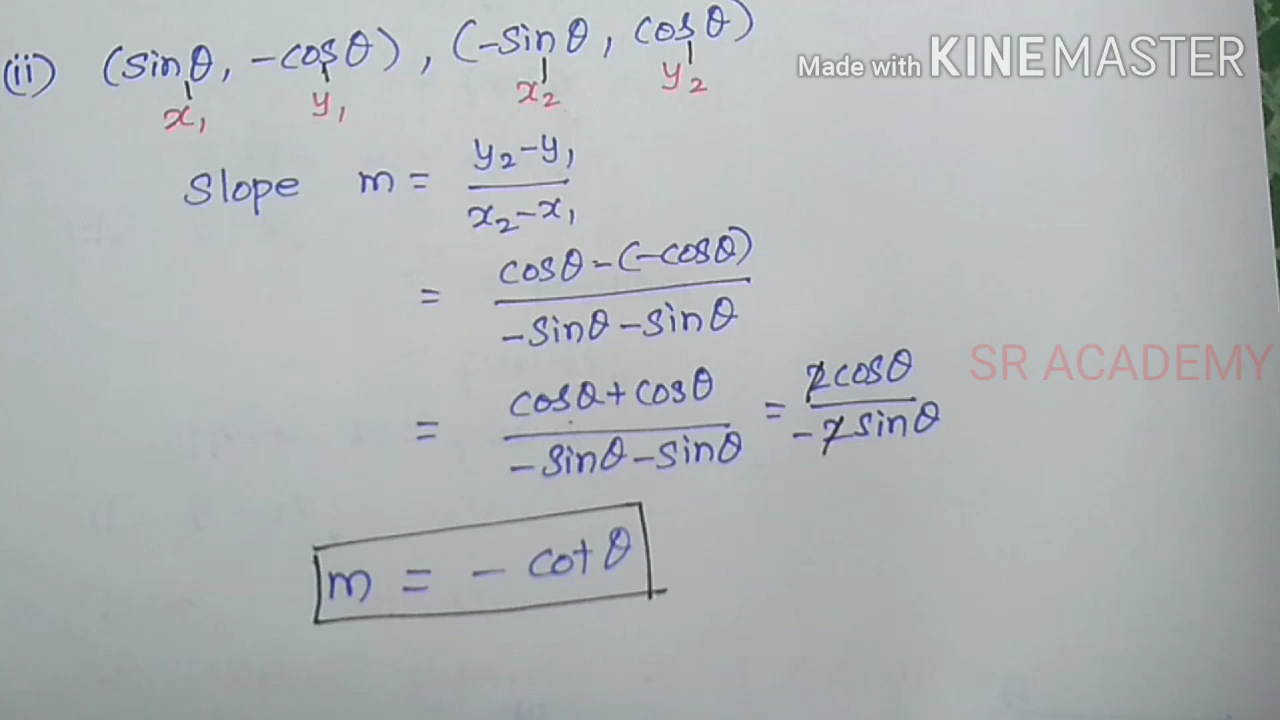 (ii) (sinθ, -cosθ), (-sinθ, cosθ)
x₁ y₁ x₂ y₂
Made with KINEMASTER
Slope m = (y₂-y₁)/(x₂-x₁)
= (cosθ-(-cosθ))/(-sinθ-sinθ)
= (cosθ+cosθ)/(-sinθ-sinθ) = (2cosθ)/(-2sinθ)
SR ACADEMY
m = - cotθ